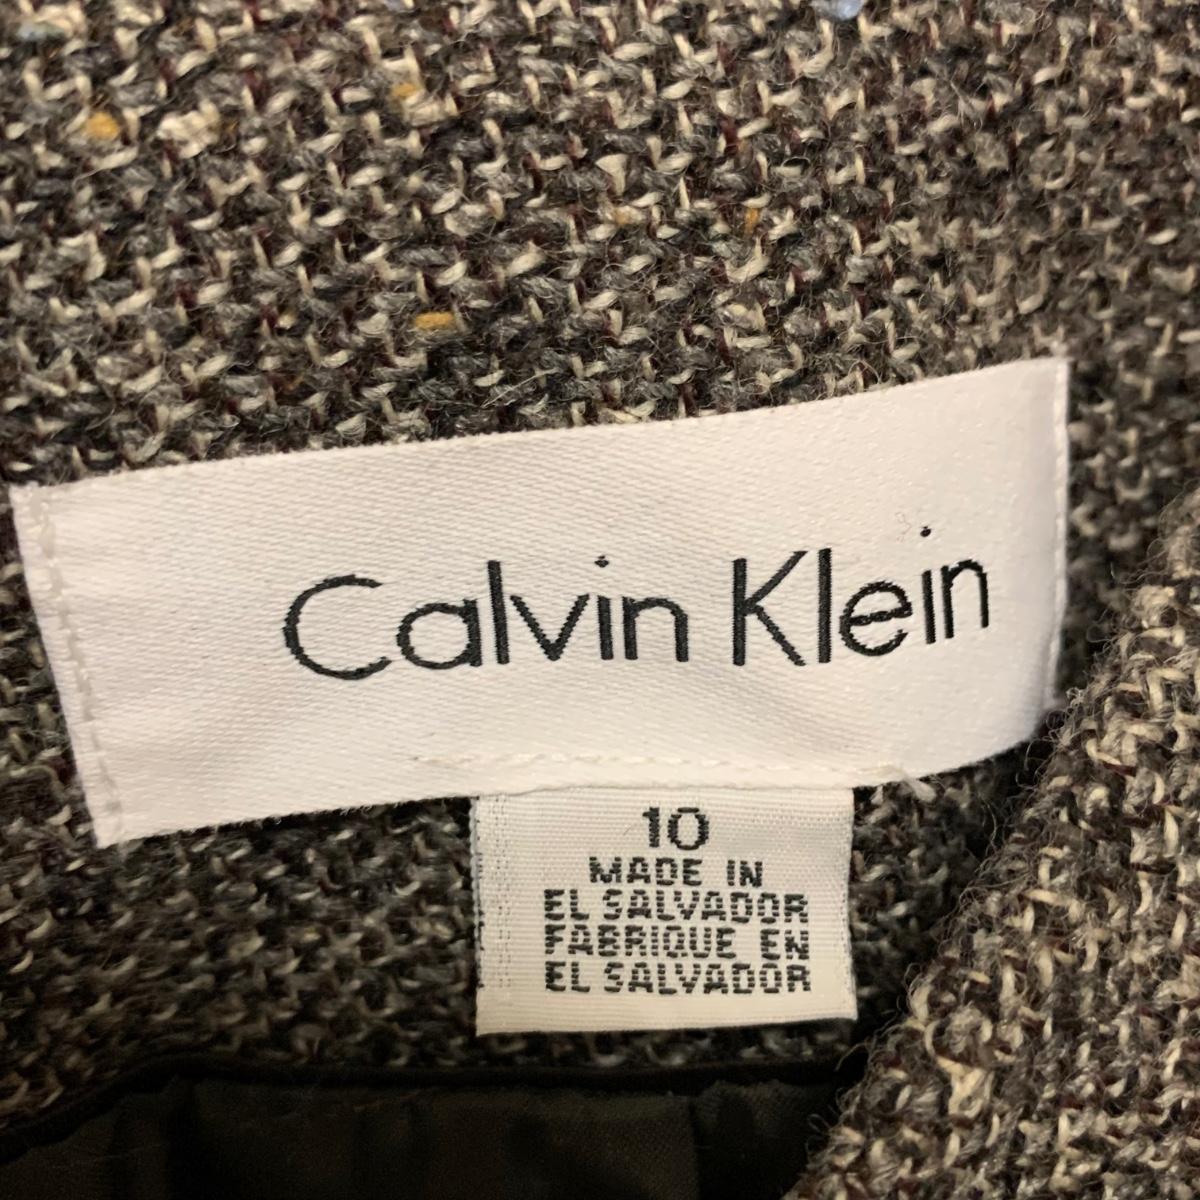 Calvin Klein
10
MADE IN
EL SALVADOR
FABRIQUE EN
EL SALVADOR